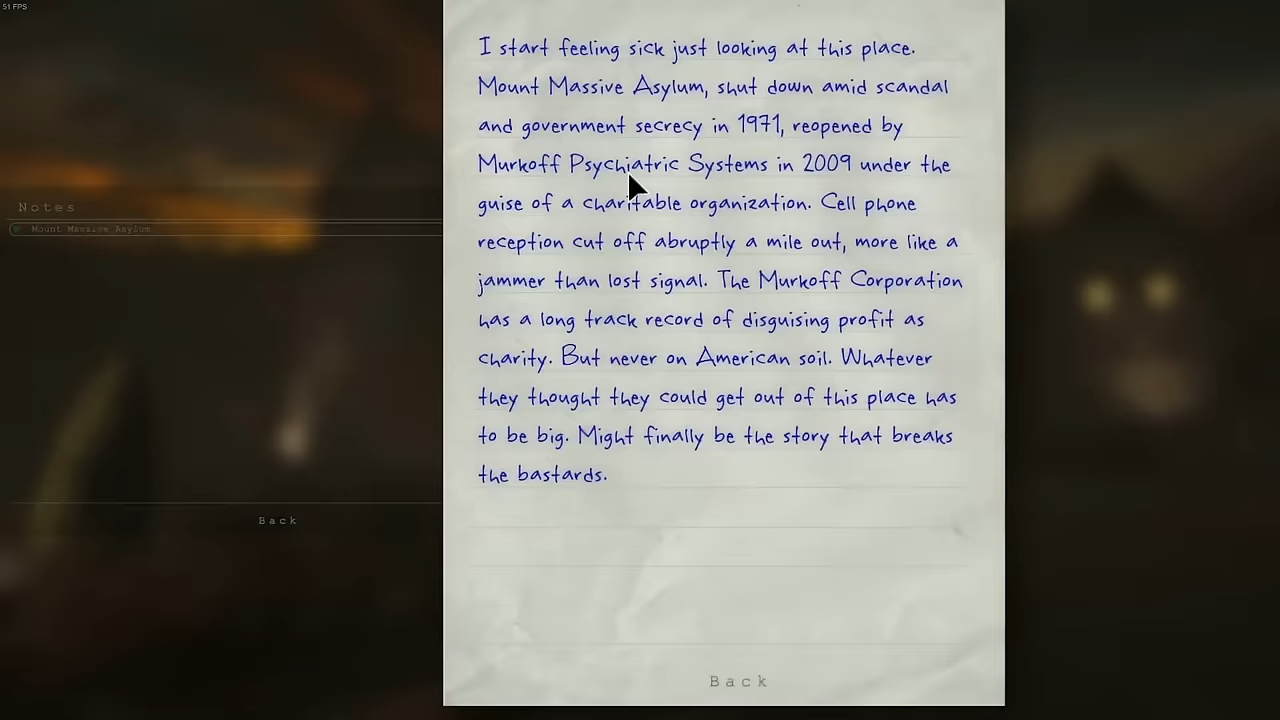 51 FPS
Notes
Mount Massive Asylum
Back
I start feeling sick just looking at this place.
Mount Massive Asylum, shut down amid scandal
and government secrecy in 1971, reopened by
Murkoff Psychiatric Systems in 2009 under the
guise of a charitable organization. Cell phone
reception cut off abruptly a mile out, more like a
jammer than lost signal. The Murkoff Corporation
has a long track record of disguising profit as
charity. But never on American soil. Whatever
they thought they could get out of this place has
to be big. Might finally be the story that breaks
the bastards.
Back